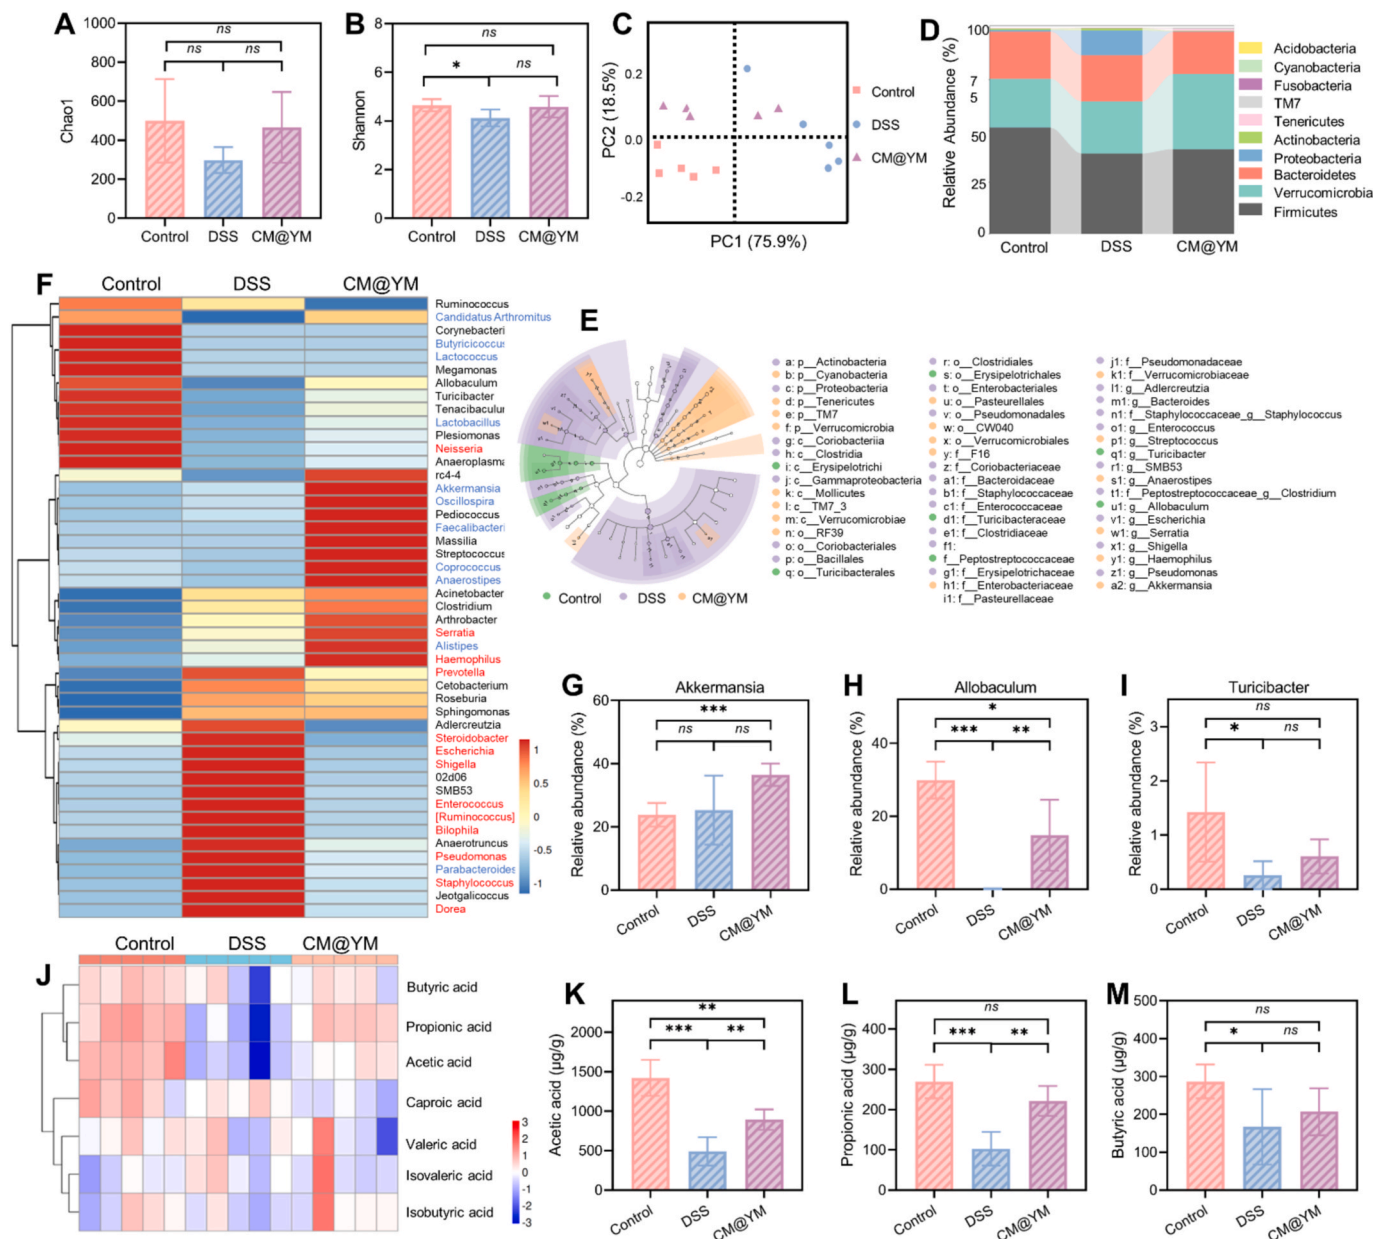 A
1000
800
600
400
200
0
Chao1
ns
ns
ns
Control
DSS
CM@YM
B
8
6
4
2
0
Shannon
ns
*
ns
Control
DSS
CM@YM
C
0.2
0.0
-0.2
PC2 (18.5%)
PC1 (75.9%)
Control
DSS
CM@YM
D
100
7
5
50
25
0
Relative Abundance (%)
Control
DSS
CM@YM
Acidobacteria
Cyanobacteria
Fusobacteria
TM7
Tenericutes
Actinobacteria
Proteobacteria
Bacteroidetes
Verrucomicrobia
Firmicutes
F
Control
DSS
CM@YM
Ruminococcus
Candidatus Arthromitus
Corynebacteri
Butyricicoccus
Lactococcus
Megamonas
Allobaculum
Turicibacter
Tenacibaculur
Lactobacillus
Plesiomonas
Neisseria
Anaeroplasma
rc4-4
Akkermansia
Oscillospira
Pediococcus
Faecalibacteri
Massilia
Streptococcus
Coprococcus
Anaerostipes
Acinetobacter
Clostridium
Arthrobacter
Serratia
Alistipes
Haemophilus
Prevotella
Cetobacterium
Roseburia
Sphingomonas
Adlercreutzia
Steroidobacter
Escherichia
Shigella
02d06
SMB53
Enterococcus
[Ruminococcus]
Bilophila
Anaerotruncus
Pseudomonas
Parabacteroides
Staphylococcus
Jeotgalicoccus
Dorea
1
0.5
0
-0.5
-1
E
Control
DSS
CM@YM
a: p__Actinobacteria
b: p__Cyanobacteria
c: p__Proteobacteria
d: p__Tenericutes
e: p__TM7
f: p__Verrucomicrobia
g: c__Coriobacteriia
h: c__Clostridia
i: c__Erysipelotrichi
j: c__Gammaproteobacteria
k: c__Mollicutes
l: c__TM7_3
m: c__Verrucomicrobiae
n: o__RF39
o: o__Coriobacteriales
p: o__Bacillales
q: o__Turicibacterales
r: o__Clostridiales
s: o__Erysipelotrichales
t: o__Enterobacteriales
u: o__Pasteurellales
v: o__Pseudomonadales
w: o__CW040
x: o__Verrucomicrobiales
y: f__F16
z: f__Coriobacteriaceae
a1: f__Bacteroidaceae
b1: f__Staphylococcaceae
c1: f__Enterococcaceae
d1: f__Turicibacteraceae
e1: f__Clostridiaceae
f1:
f__Peptostreptococcaceae
g1: f__Erysipelotrichaceae
h1: f__Enterobacteriaceae
i1: f__Pasteurellaceae
j1: f__Pseudomonadaceae
k1: f__Verrucomicrobiaceae
l1: g__Adlercreutzia
m1: g__Bacteroides
n1: f__Staphylococcaceae_g__Staphylococcus
o1: g__Enterococcus
p1: g__Streptococcus
q1: g__Turicibacter
r1: g__SMB53
s1: g__Anaerostipes
t1: f__Peptostreptococcaceae_g__Clostridium
u1: g__Allobaculum
v1: g__Escherichia
w1: g__Serratia
x1: g__Shigella
y1: g__Haemophilus
z1: g__Pseudomonas
a2: g__Akkermansia
G
Akkermansia
60
40
20
0
Relative abundance (%)
***
ns
ns
Control
DSS
CM@YM
H
Allobaculum
40
20
0
Relative abundance (%)
*
***
**
Control
DSS
CM@YM
I
Turicibacter
3
2
1
0
Relative abundance (%)
ns
*
ns
Control
DSS
CM@YM
J
Control
DSS
CM@YM
Butyric acid
Propionic acid
Acetic acid
Caproic acid
Valeric acid
Isovaleric acid
Isobutyric acid
3
2
1
0
-1
-2
-3
K
2000
1500
1000
500
0
Acetic acid (μg/g)
**
***
**
Control
DSS
CM@YM
L
400
300
200
100
0
Propionic acid (μg/g)
ns
***
**
Control
DSS
CM@YM
M
500
400
300
200
100
0
Butyric acid (μg/g)
ns
*
ns
Control
DSS
CM@YM